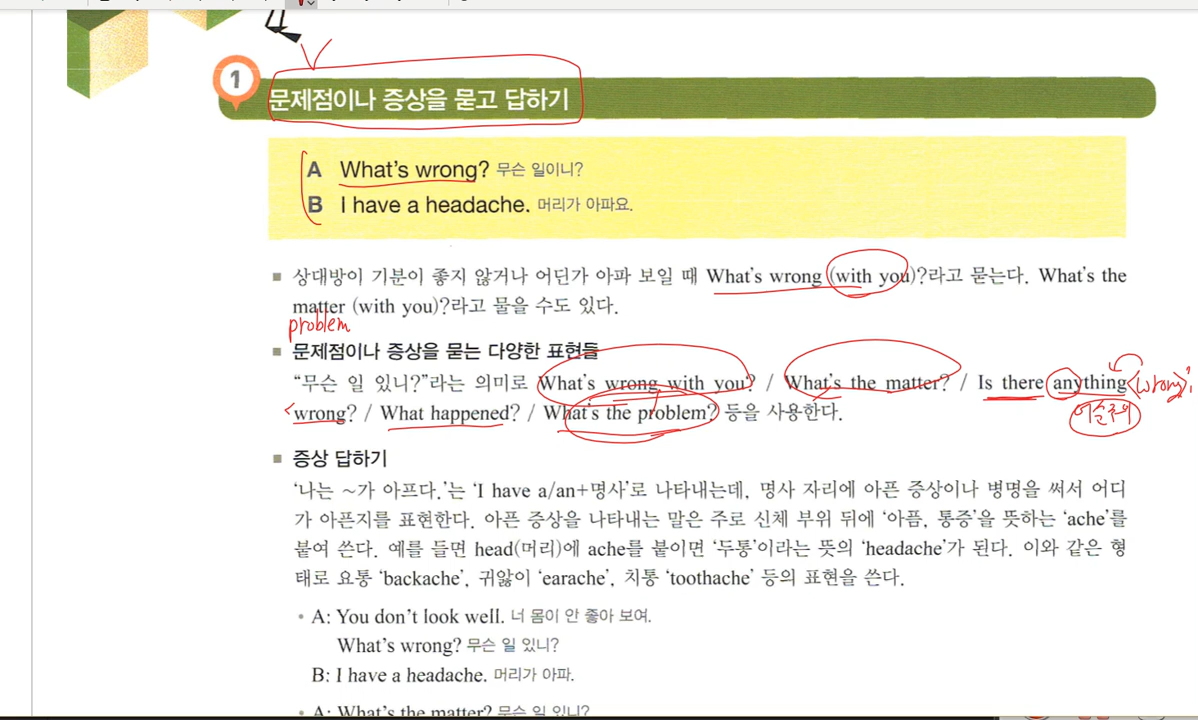 1
문제점이나 증상을 묻고 답하기
A What's wrong? 무슨 일이니?
B I have a headache. 머리가 아파요.
■ 상대방이 기분이 좋지 않거나 어딘가 아파 보일 때 What's wrong (with you)?라고 묻는다. What's the
matter (with you)?라고 물을 수도 있다.
problem
■ 문제점이나 증상을 묻는 다양한 표현들
“무슨 일 있니?”라는 의미로 What's wrong with you? / What's the matter? / Is there anything <wrong>?
wrong? / What happened? / What's the problem? 등을 사용한다.
어순주의
■ 증상 답하기
‘나는 ~가 아프다.’는 ‘I have a/an+명사’로 나타내는데, 명사 자리에 아픈 증상이나 병명을 써서 어디
가 아픈지를 표현한다. 아픈 증상을 나타내는 말은 주로 신체 부위 뒤에 ‘아픔, 통증’을 뜻하는 ‘ache’를
붙여 쓴다. 예를 들면 head(머리)에 ache를 붙이면 ‘두통’이라는 뜻의 ‘headache’가 된다. 이와 같은 형
태로 요통 ‘backache’, 귀앓이 ‘earache’, 치통 ‘toothache’ 등의 표현을 쓴다.
• A: You don't look well. 너 몸이 안 좋아 보여.
What's wrong? 무슨 일 있니?
B: I have a headache. 머리가 아파.
• A: What's the matter? 무슨 일 있니?